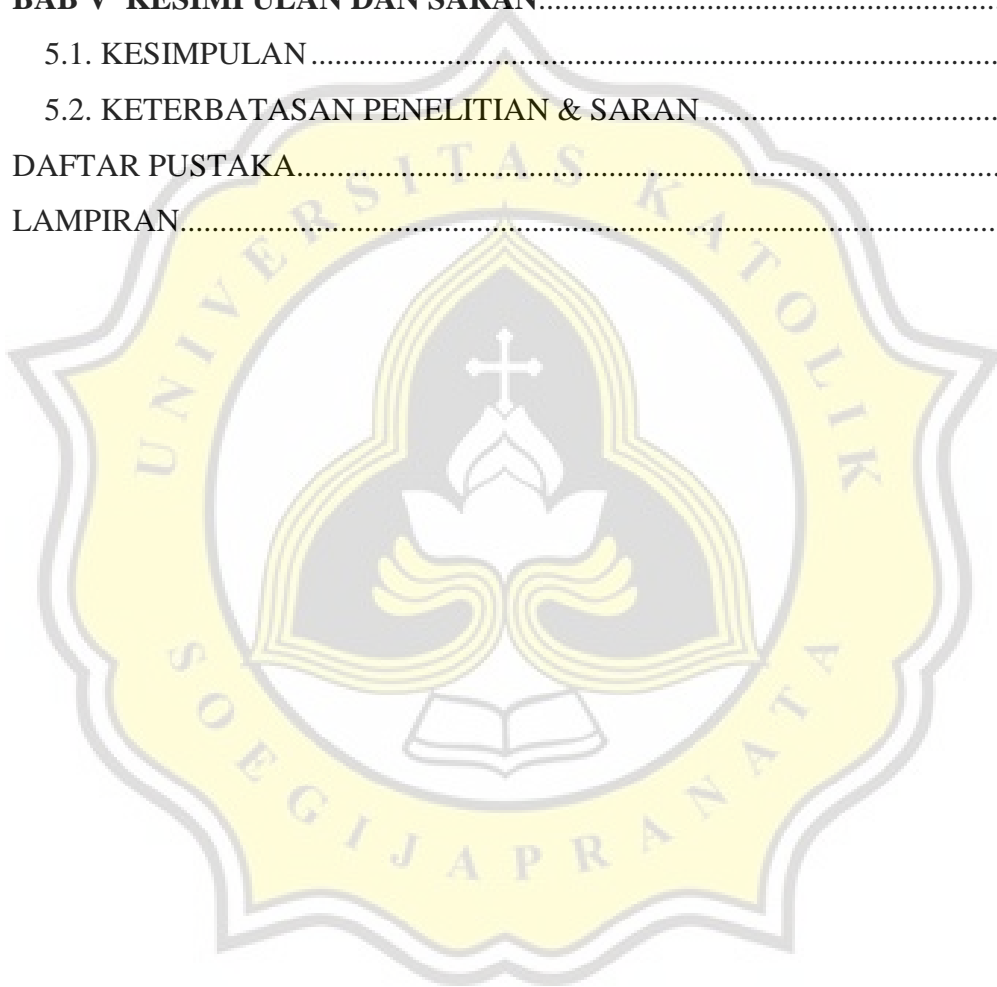 BAB V KESIMPULAN DAN SARAN..........................................................
5.1. KESIMPULAN..........................................................................................
5.2. KETERBATASAN PENELITIAN & SARAN......................................
DAFTAR PUSTAKA.........................................................................................
LAMPIRAN.......................................................................................................
UNIVERSITAS KATOLIK
SOEGIJAPRANATA